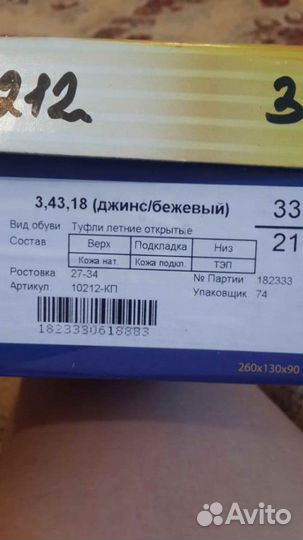 212 3
3,43,18 (джинс/бежевый) 33
Вид обуви Туфли летние открытые 21
Состав Верх Подкладка Низ
Кожа нат. Кожа подкл. ТЭП
Ростовка 27-34 № Партии 182333
Артикул 10212-КП Упаковщик 74
1823330618883
260x130x90
Avito